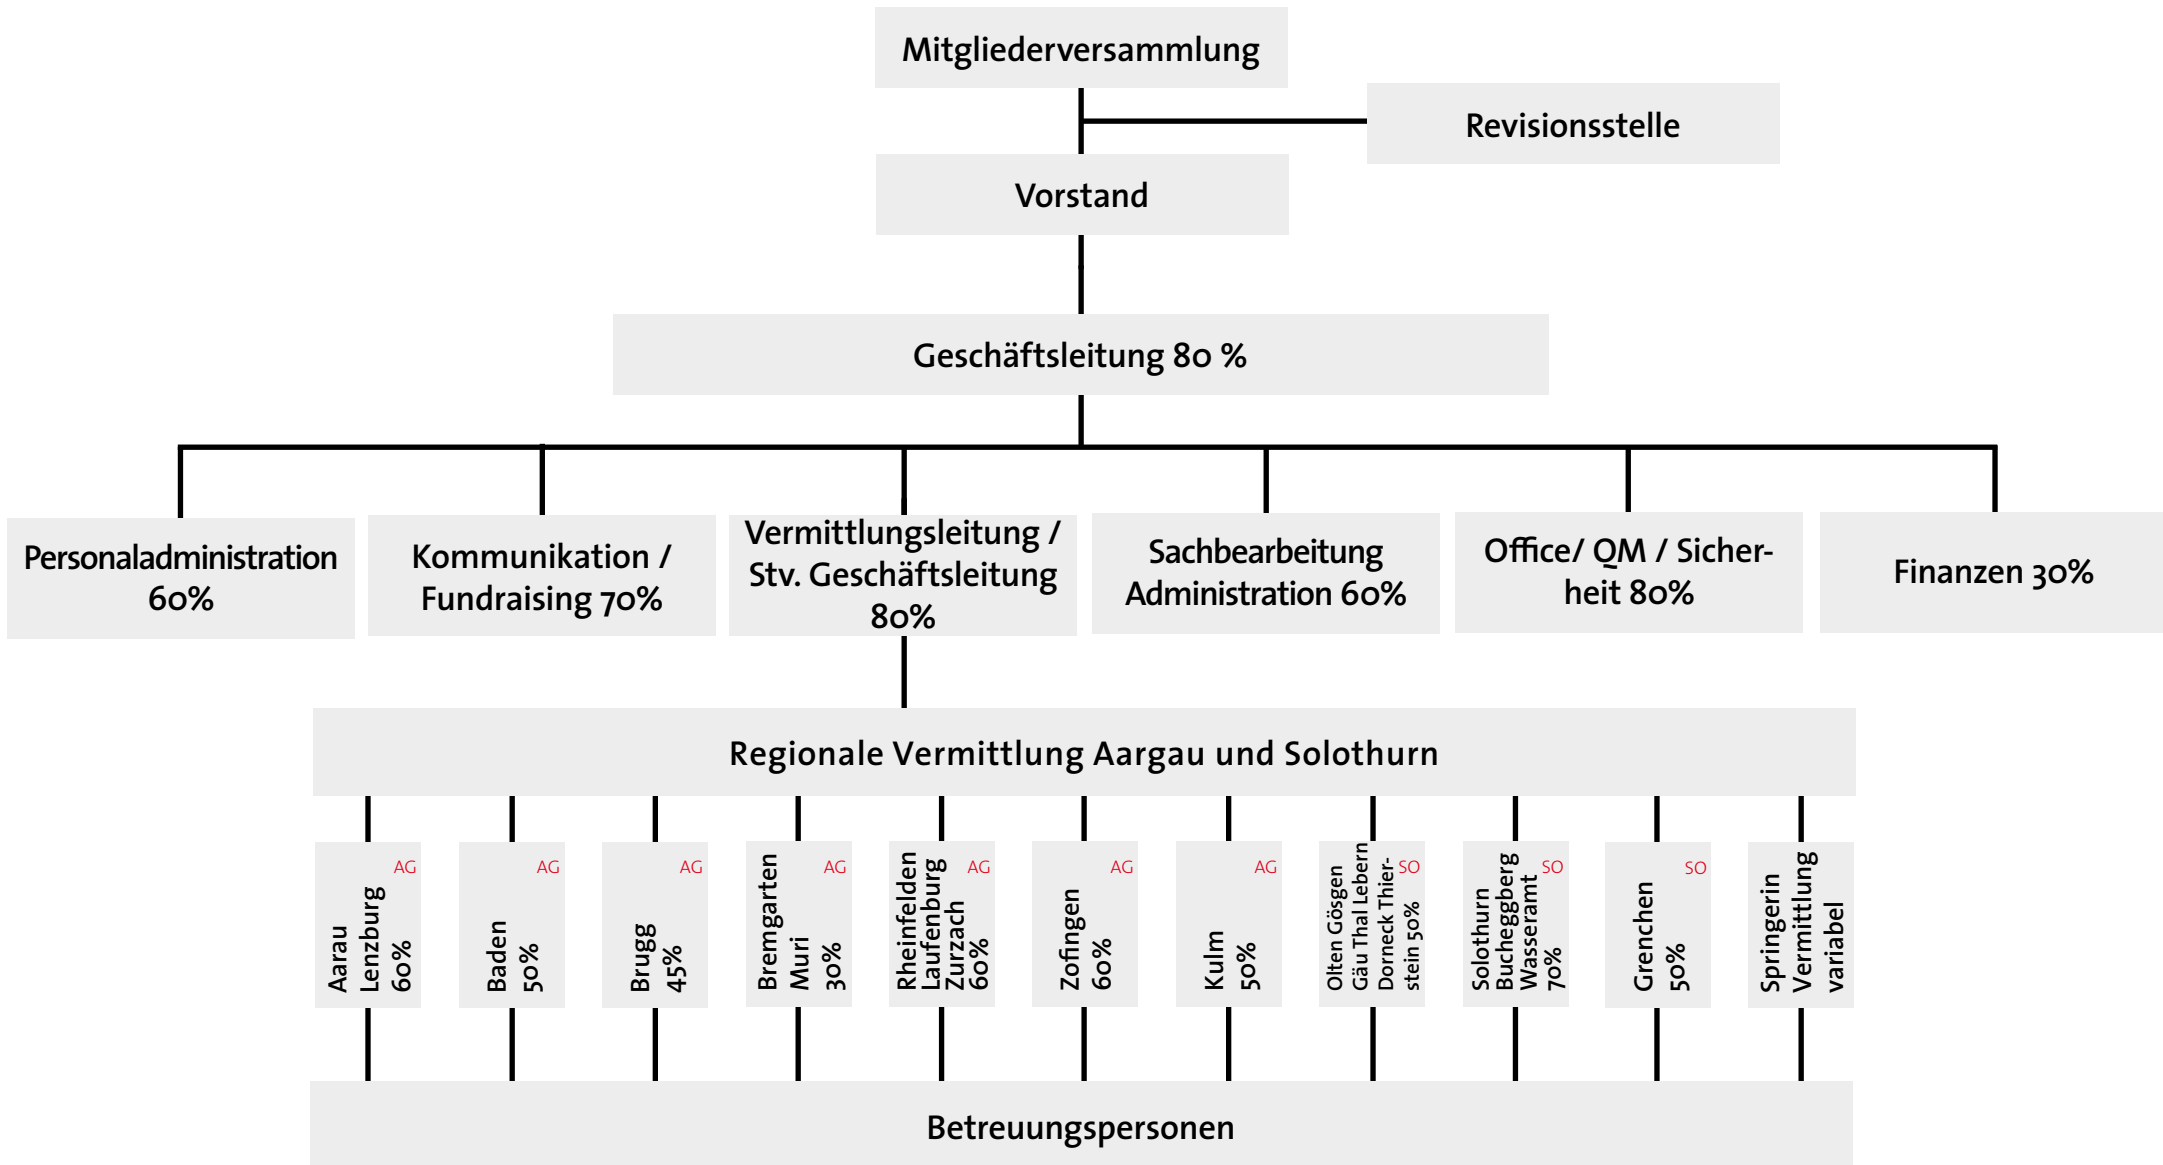 Mitgliederversammlung
Revisionsstelle
Vorstand
Geschäftsleitung 80 %
Personaladministration
60%
Kommunikation /
Fundraising 70%
Vermittlungsleitung /
Stv. Geschäftsleitung
80%
Sachbearbeitung
Administration 60%
Office/ QM / Sicher-
heit 80%
Finanzen 30%
Regionale Vermittlung Aargau und Solothurn
AG
Aarau
Lenzburg
60%
AG
Baden
50%
AG
Brugg
45%
AG
Bremgarten
Muri
30%
AG
Rheinfelden
Laufenburg
Zurzach
60%
AG
Zofingen
60%
AG
Kulm
50%
SO
Olten Gösgen
Gäu Thal Lebern
Dorneck Thier-
stein 50%
SO
Solothurn
Bucheggberg
Wasseramt
70%
SO
Grenchen
50%
Springerin
Vermittlung
variabel
Betreuungspersonen